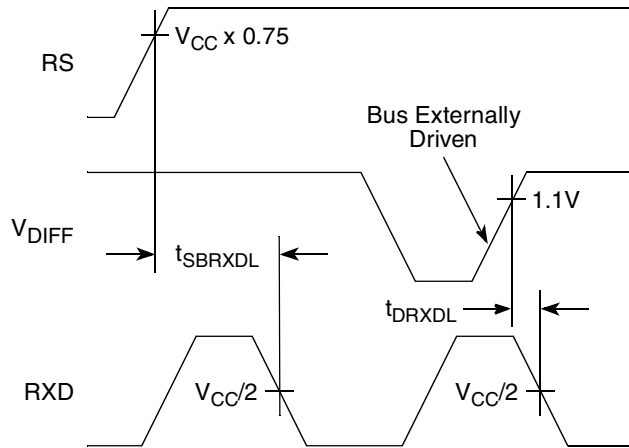 RS
V_CC x 0.75
Bus Externally
Driven
V_DIFF
1.1V
t_SBRXDL
t_DRXDL
RXD
V_CC/2
V_CC/2